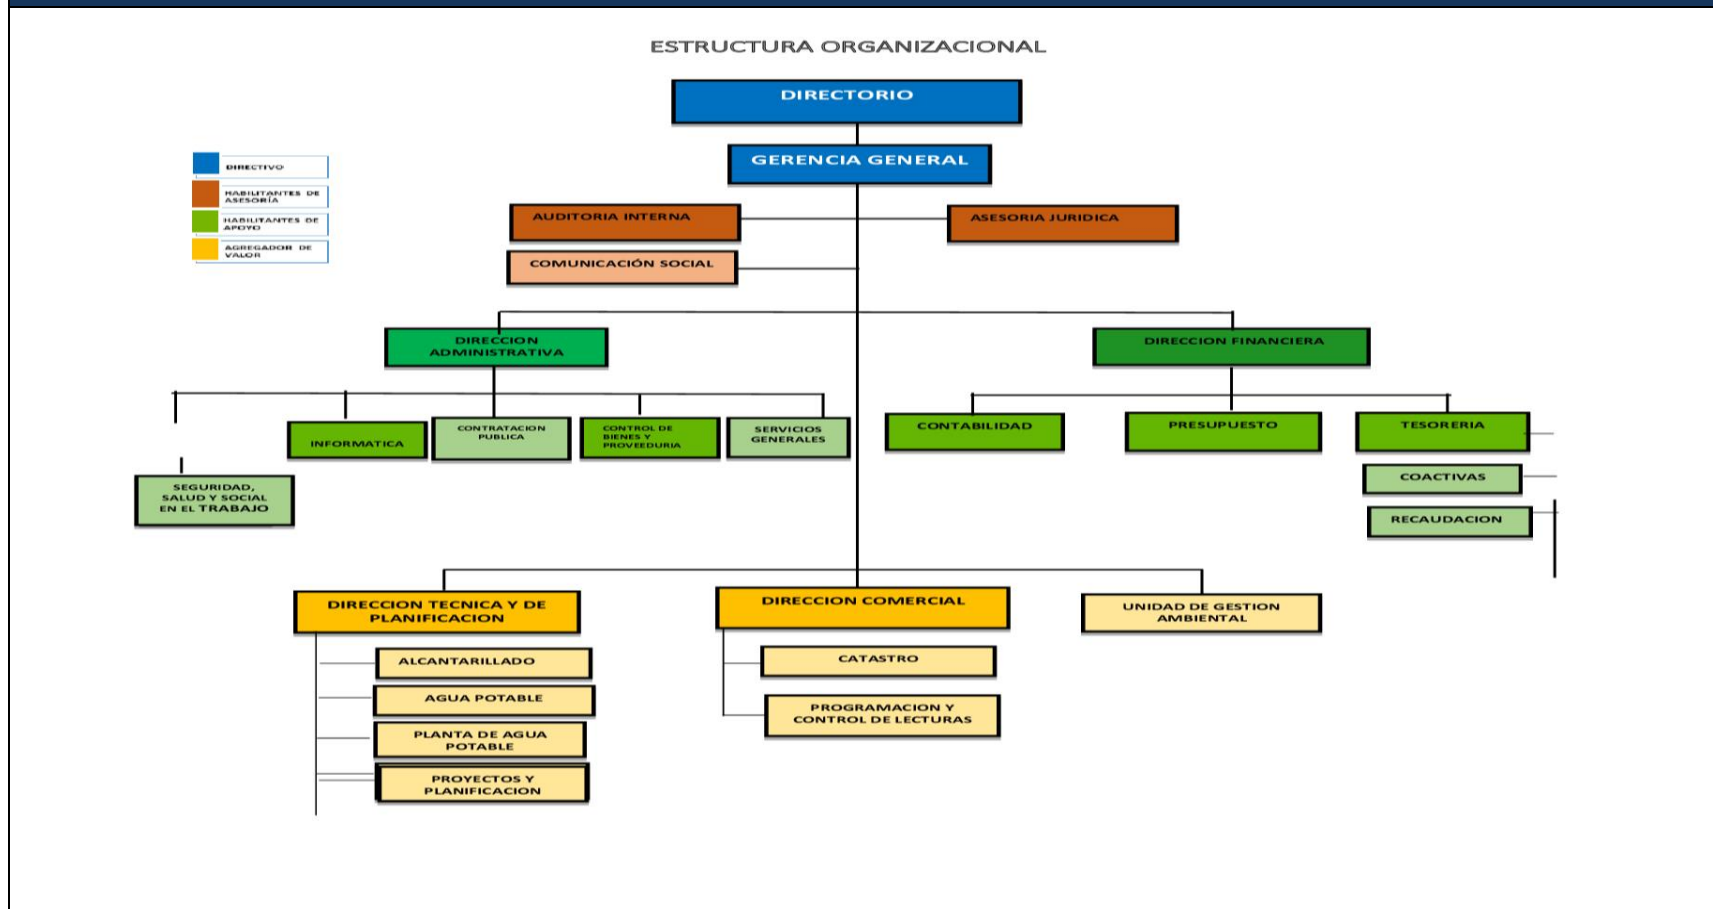 ESTRUCTURA ORGANIZACIONAL
DIRECTORIO
GERENCIA GENERAL
DIRECTIVO
HABILITANTES DE
ASESORÍA
HABILITANTES DE
APOYO
AGREGADOR DE
VALOR
AUDITORIA INTERNA
ASESORIA JURIDICA
COMUNICACIÓN SOCIAL
DIRECCION
ADMINISTRATIVA
DIRECCION FINANCIERA
INFORMATICA
CONTRATACION
PUBLICA
CONTROL DE
BIENES Y
PROVEEDURIA
SERVICIOS
GENERALES
CONTABILIDAD
PRESUPUESTO
TESORERIA
SEGURIDAD,
SALUD Y SOCIAL
EN EL TRABAJO
COACTIVAS
RECAUDACION
DIRECCION TECNICA Y DE
PLANIFICACION
DIRECCION COMERCIAL
UNIDAD DE GESTION
AMBIENTAL
ALCANTARILLADO
AGUA POTABLE
PLANTA DE AGUA
POTABLE
PROYECTOS Y
PLANIFICACION
CATASTRO
PROGRAMACION Y
CONTROL DE LECTURAS